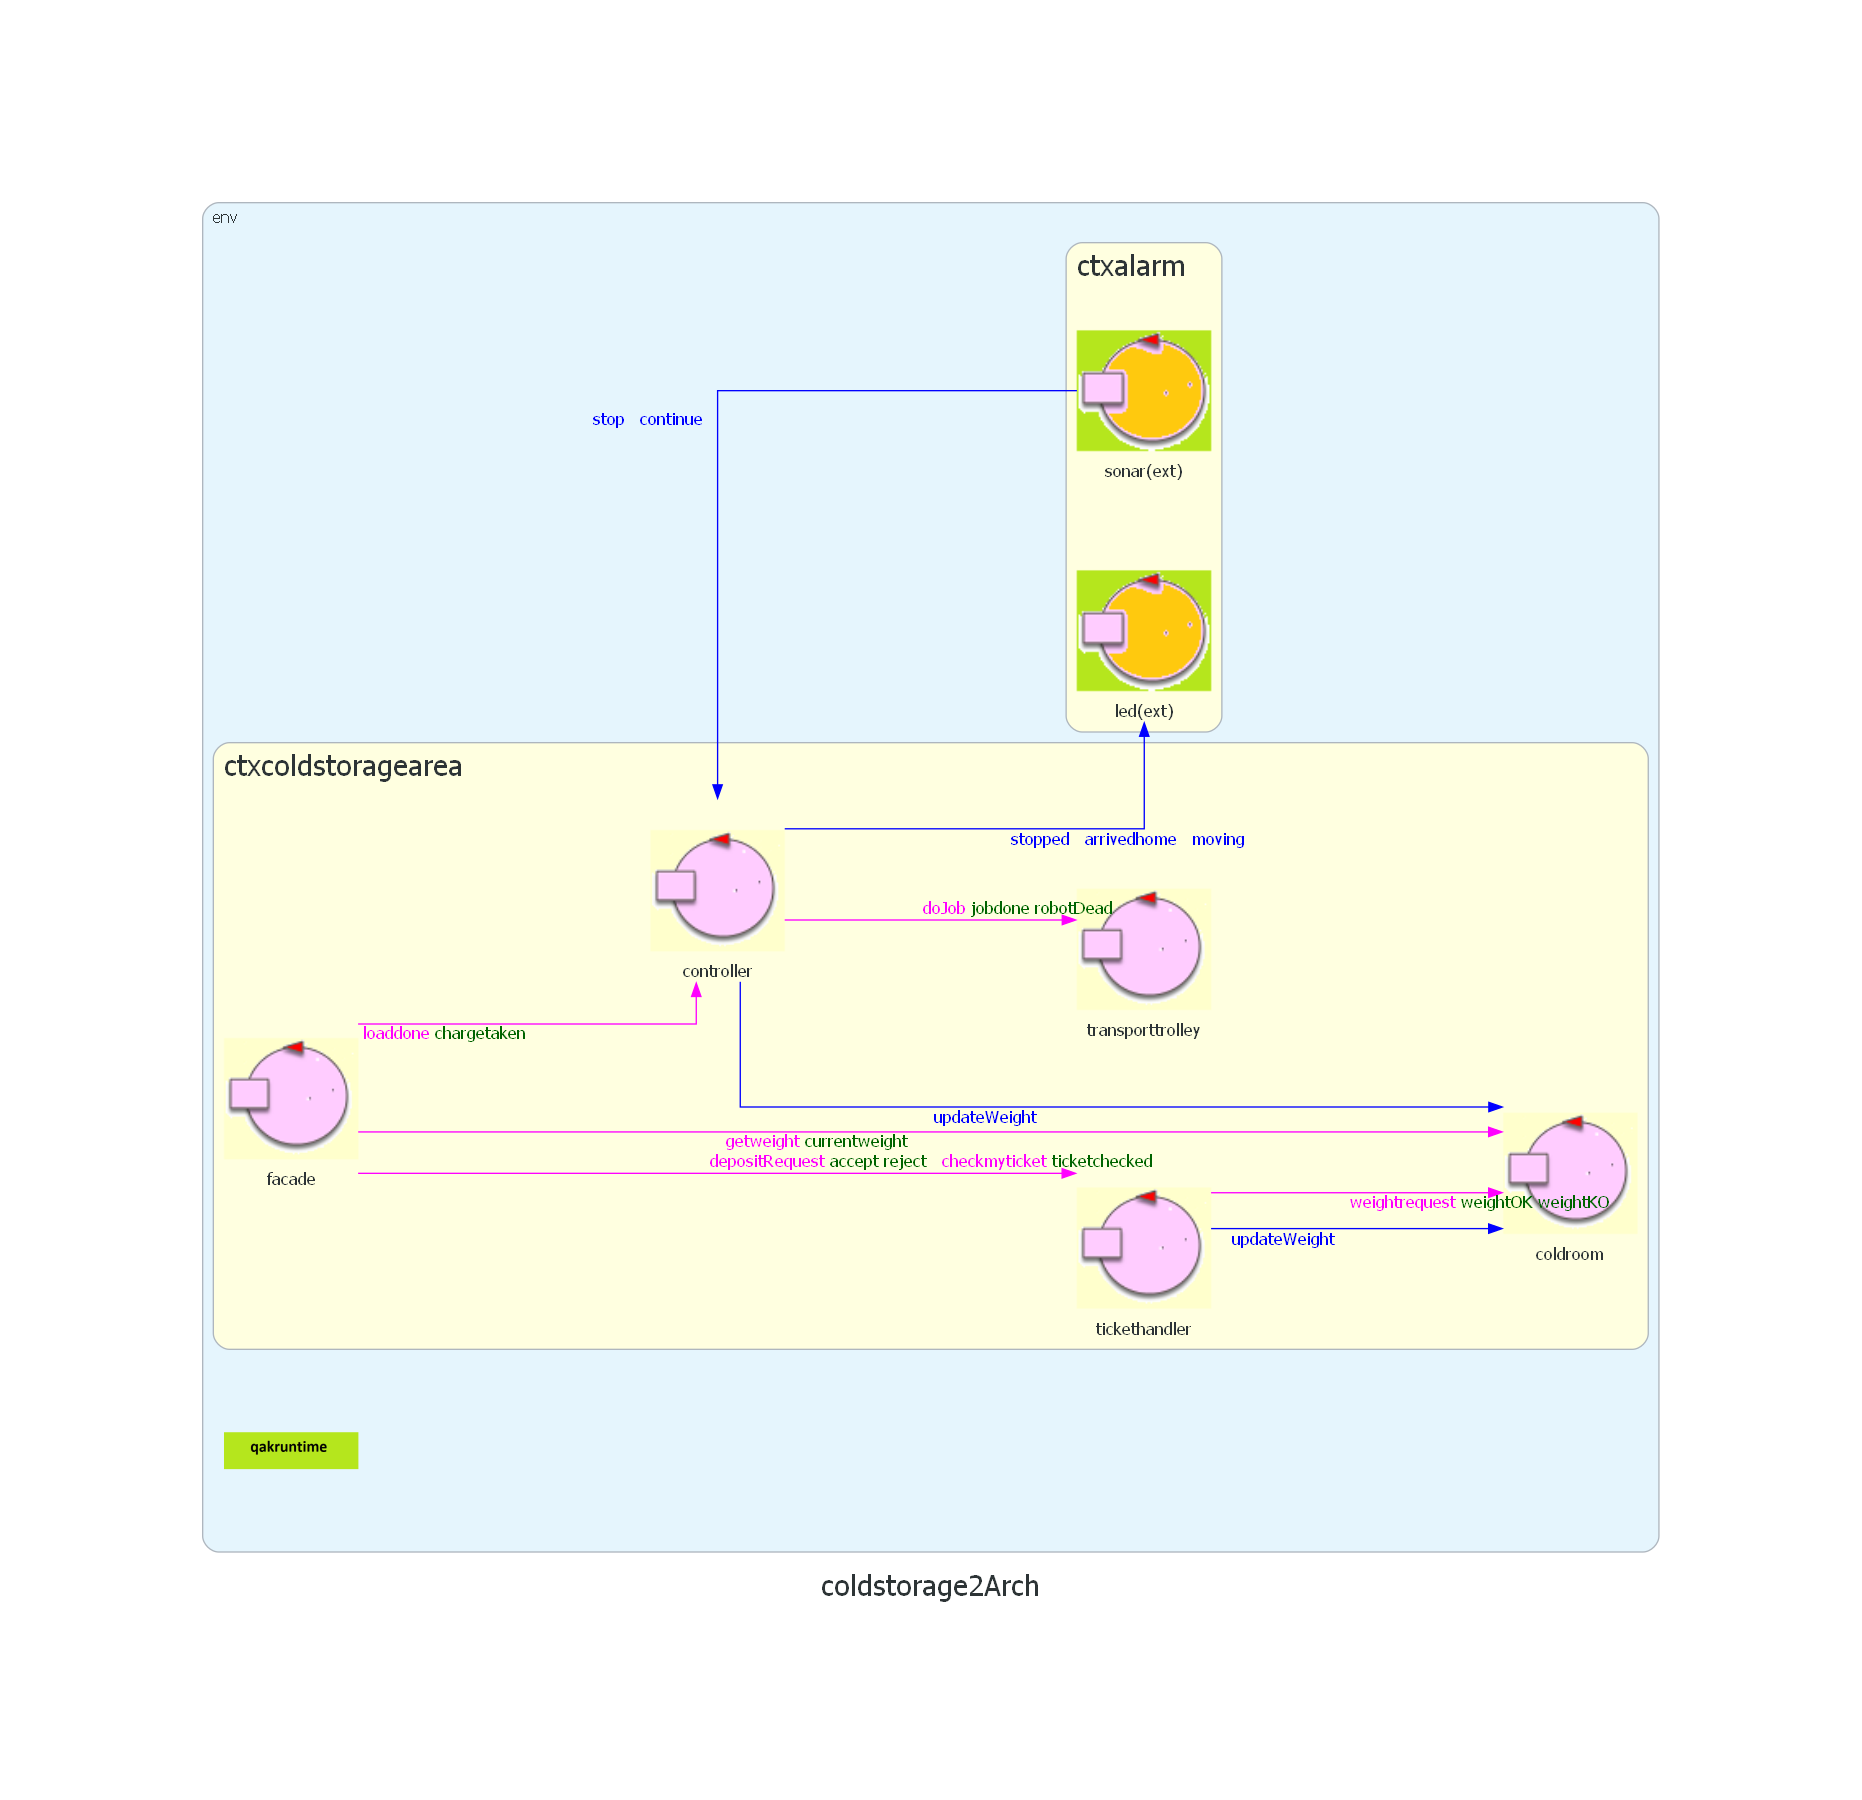 env
ctxalarm
sonar(ext)
stop continue
led(ext)
ctxcoldstoragearea
stopped arrivedhome moving
doJob jobdone robotDead
controller
transporttrolley
loaddone chargetaken
updateWeight
getweight currentweight
depositRequest accept reject checkmyticket ticketchecked
facade
weightrequest weightOK weightKO
updateWeight
coldroom
tickethandler
qakruntime
coldstorage2Arch